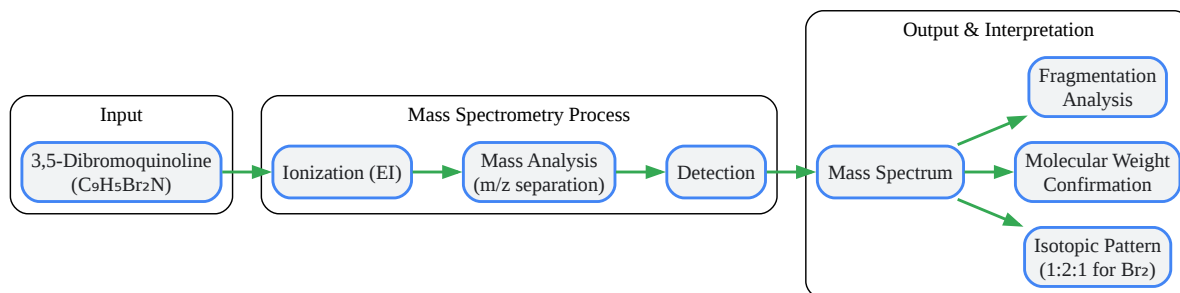 Input
3,5-Dibromoquinoline
(C₉H₅Br₂N)
Mass Spectrometry Process
Ionization (EI)
Mass Analysis
(m/z separation)
Detection
Output & Interpretation
Mass Spectrum
Fragmentation
Analysis
Molecular Weight
Confirmation
Isotopic Pattern
(1:2:1 for Br₂)